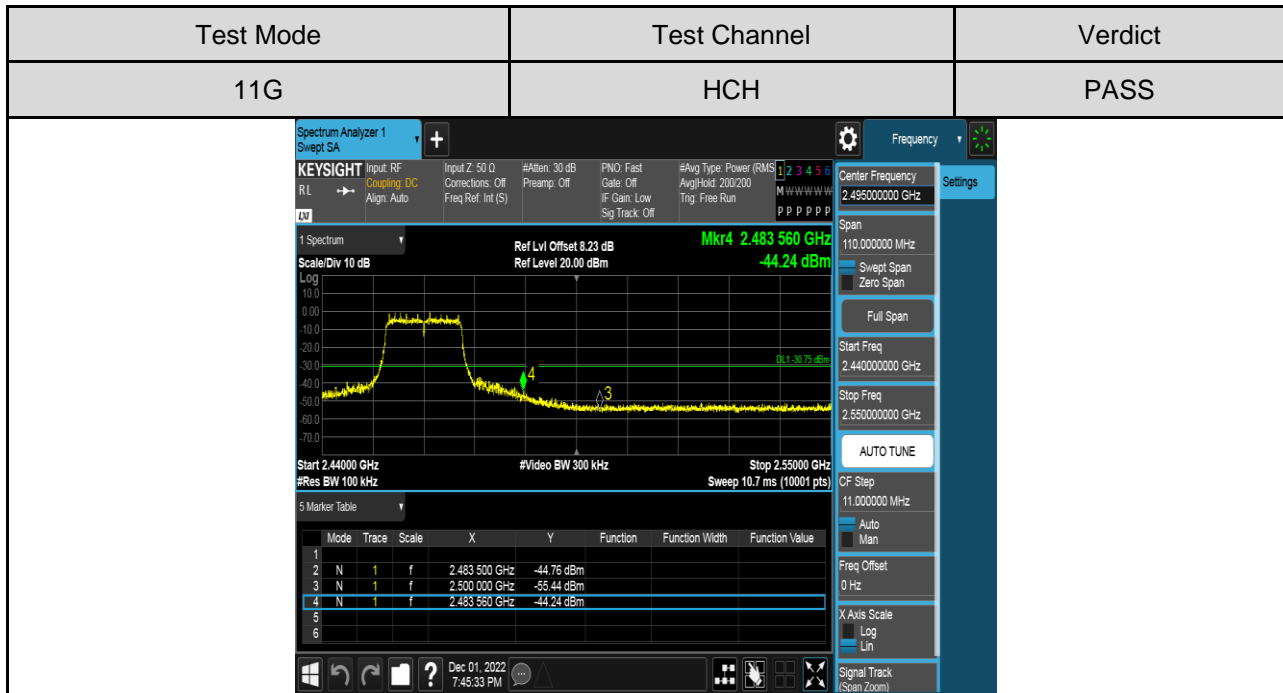 Test Mode Test Channel Verdict
11G HCH PASS
Spectrum Analyzer 1
Swept SA
+
Frequency
KEYSIGHT
RL
LXI
Input: RF
Coupling: DC
Align: Auto
Input Z: 50 Ω
Corrections: Off
Freq Ref: Int (S)
#Atten: 30 dB
Preamp: Off
PNO: Fast
Gate: Off
IF Gain: Low
Sig Track: Off
#Avg Type: Power (RMS
Avg|Hold: 200/200
Trig: Free Run
1 2 3 4 5 6
M W W W W W
P P P P P P
1 Spectrum
Scale/Div 10 dB
Ref Lvl Offset 8.23 dB
Ref Level 20.00 dBm
Mkr4 2.483 560 GHz
-44.24 dBm
Log
10.0
0.00
-10.0
-20.0
-30.0
-40.0
-50.0
-60.0
-70.0
DL1 -30.75 dBm
4
3
Start 2.44000 GHz #Video BW 300 kHz Stop 2.55000 GHz
#Res BW 100 kHz Sweep 10.7 ms (10001 pts)
5 Marker Table
Mode Trace Scale X Y Function Function Width Function Value
1
2 N 1 f 2.483 500 GHz -44.76 dBm
3 N 1 f 2.500 000 GHz -55.44 dBm
4 N 1 f 2.483 560 GHz -44.24 dBm
5
6
?
Dec 01, 2022
7:45:33 PM
Center Frequency
2.495000000 GHz
Settings
Span
110.000000 MHz
Swept Span
Zero Span
Full Span
Start Freq
2.440000000 GHz
Stop Freq
2.550000000 GHz
AUTO TUNE
CF Step
11.000000 MHz
Auto
Man
Freq Offset
0 Hz
X Axis Scale
Log
Lin
Signal Track
(Span Zoom)